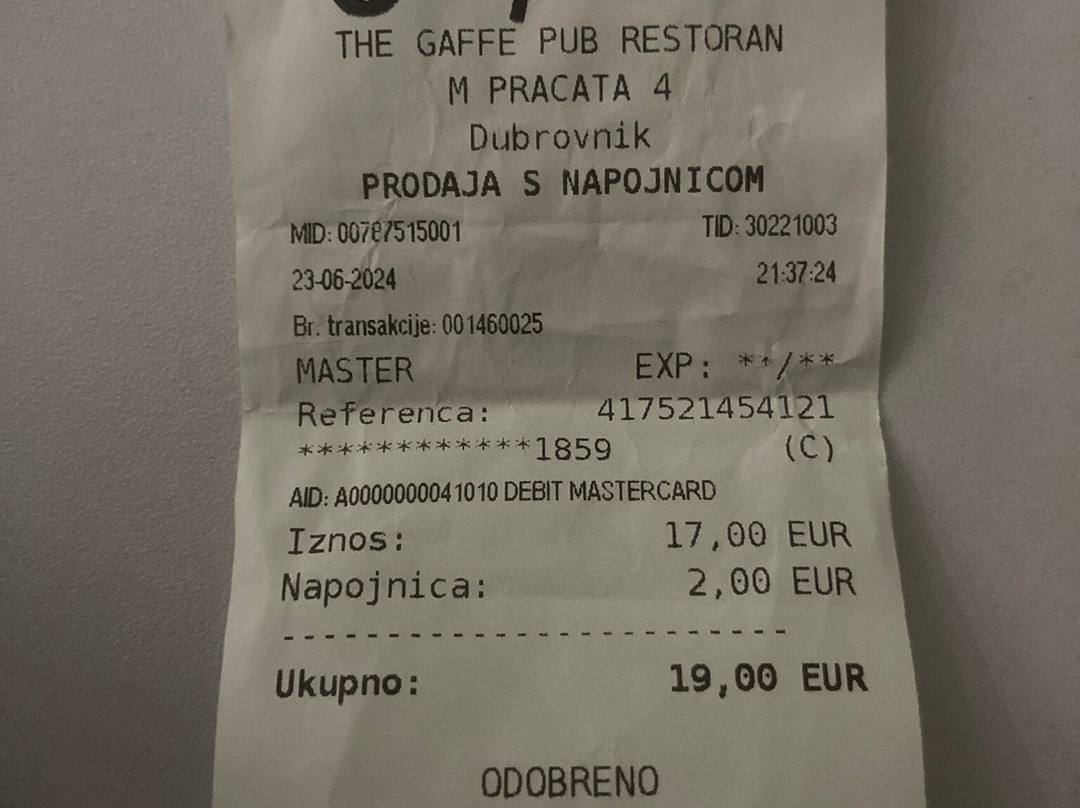 THE GAFFE PUB RESTORAN
M PRACATA 4
Dubrovnik
PRODAJA S NAPOJNICOM
MID: 00787515001 TID: 30221003
23-06-2024 21:37:24
Br. transakcije: 001460025
MASTER EXP: **/**
Referenca: 417521454121
************1859 (C)
AID: A0000000041010 DEBIT MASTERCARD
Iznos: 17,00 EUR
Napojnica: 2,00 EUR
-------------------------
Ukupno: 19,00 EUR
ODOBRENO